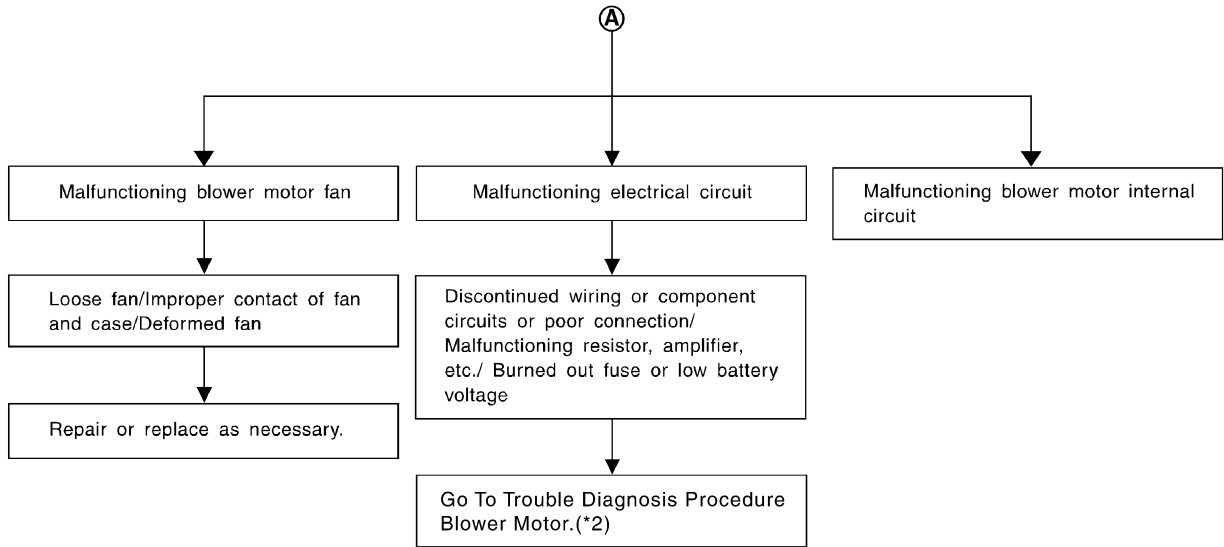 A
Malfunctioning blower motor fan
Malfunctioning electrical circuit
Malfunctioning blower motor internal
circuit
Loose fan/Improper contact of fan
and case/Deformed fan
Discontinued wiring or component
circuits or poor connection/
Malfunctioning resistor, amplifier,
etc./ Burned out fuse or low battery
voltage
Repair or replace as necessary.
Go To Trouble Diagnosis Procedure
Blower Motor.(*2)